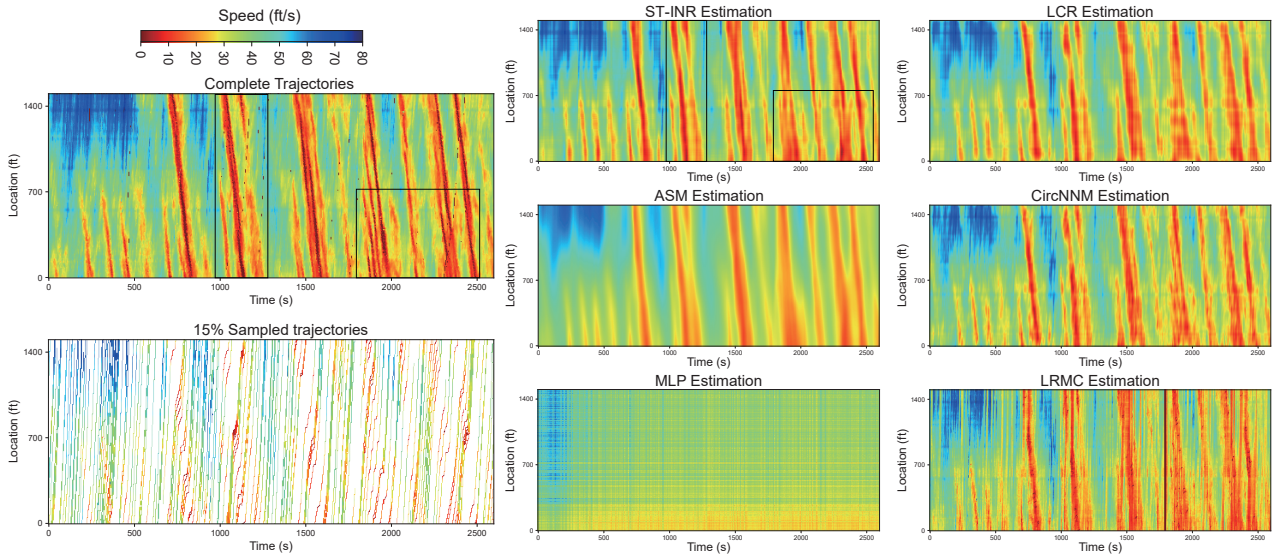 Speed (ft/s)
0 10 20 30 40 50 60 70 80
Complete Trajectories
Location (ft)
1400
700
0
0 500 1000 1500 2000 2500
Time (s)
15% Sampled trajectories
Location (ft)
1400
700
0
0 500 1000 1500 2000 2500
Time (s)
ST-INR Estimation
Location (ft)
1400
700
0
0 500 1000 1500 2000 2500
Time (s)
ASM Estimation
Location (ft)
1400
700
0
0 500 1000 1500 2000 2500
Time (s)
MLP Estimation
Location (ft)
1400
700
0
0 500 1000 1500 2000 2500
Time (s)
LCR Estimation
Location (ft)
1400
700
0
0 500 1000 1500 2000 2500
Time (s)
CircNNM Estimation
Location (ft)
1400
700
0
0 500 1000 1500 2000 2500
Time (s)
LRMC Estimation
Location (ft)
1400
700
0
0 500 1000 1500 2000 2500
Time (s)